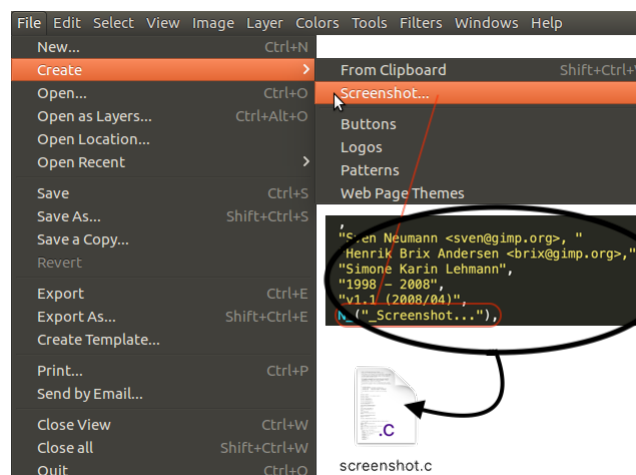 File Edit Select View Image Layer Colors Tools Filters Windows Help
New... Ctrl+N
Create
From Clipboard
Screenshot...
Buttons
Logos
Patterns
Web Page Themes
Open... Ctrl+O
Open as Layers... Ctrl+Alt+O
Open Location...
Open Recent
Save Ctrl+S
Save As... Shift+Ctrl+S
Save a Copy...
Revert
Export Ctrl+E
Export As... Shift+Ctrl+E
Create Template...
Print... Ctrl+P
Send by Email...
Close View Ctrl+W
Close all Shift+Ctrl+W
Quit Ctrl+Q
,
"Sven Neumann <sven@gimp.org>, "
Henrik Brix Andersen <brix@gimp.org>,"
"Simone Karin Lehmann",
"1998 - 2008",
"v1.1 (2008/04)",
N_("_Screenshot..."),
.C
screenshot.c